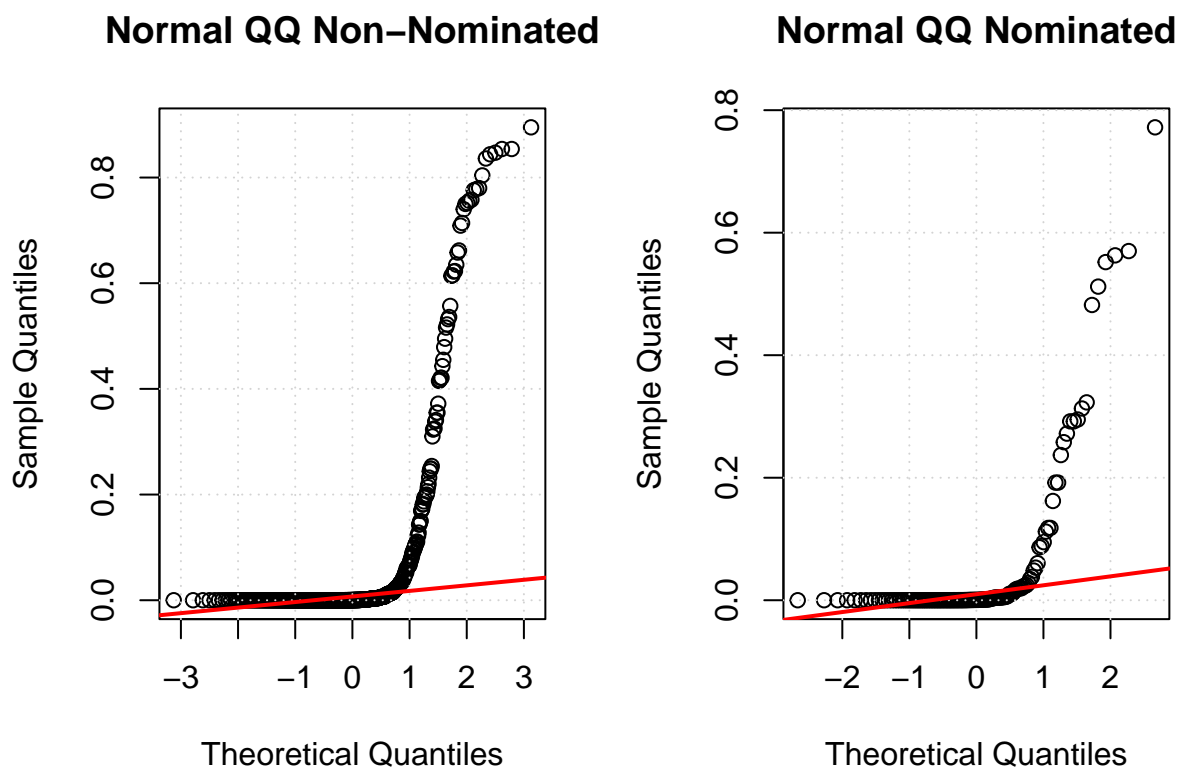 Normal QQ Non−Nominated
Sample Quantiles
0.0 0.2 0.4 0.6 0.8
−3 −1 0 1 2 3
Theoretical Quantiles
Normal QQ Nominated
Sample Quantiles
0.0 0.2 0.4 0.6 0.8
−2 −1 0 1 2
Theoretical Quantiles